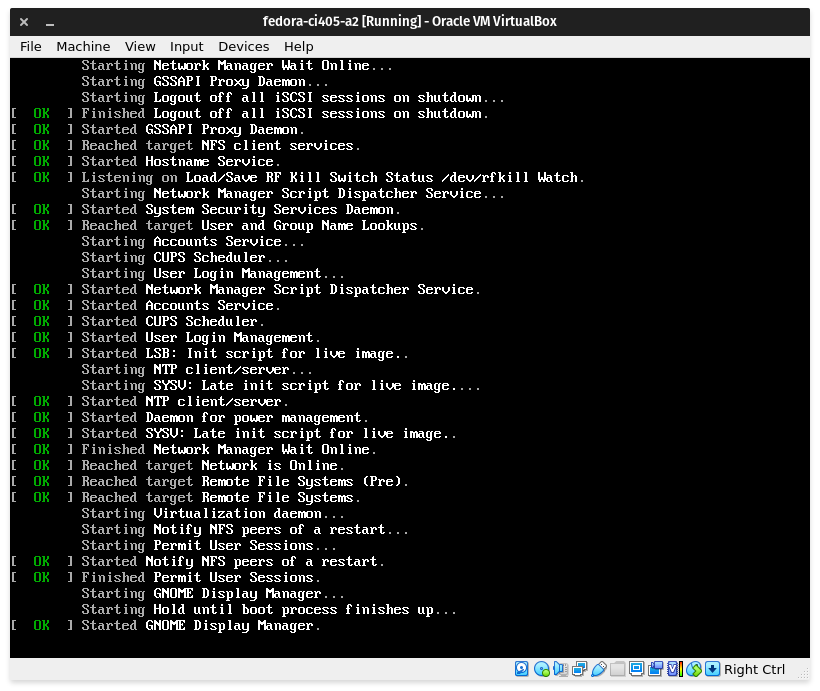 fedora-ci405-a2 [Running] - Oracle VM VirtualBox
File Machine View Input Devices Help
Starting Network Manager Wait Online...
Starting GSSAPI Proxy Daemon...
Starting Logout off all iSCSI sessions on shutdown...
[ OK ] Finished Logout off all iSCSI sessions on shutdown.
[ OK ] Started GSSAPI Proxy Daemon.
[ OK ] Reached target NFS client services.
[ OK ] Started Hostname Service.
[ OK ] Listening on Load/Save RF Kill Switch Status /dev/rfkill Watch.
Starting Network Manager Script Dispatcher Service...
[ OK ] Started System Security Services Daemon.
[ OK ] Reached target User and Group Name Lookups.
Starting Accounts Service...
Starting CUPS Scheduler...
Starting User Login Management...
[ OK ] Started Network Manager Script Dispatcher Service.
[ OK ] Started Accounts Service.
[ OK ] Started CUPS Scheduler.
[ OK ] Started User Login Management.
[ OK ] Started LSB: Init script for live image..
Starting NTP client/server...
Starting SYSV: Late init script for live image....
[ OK ] Started NTP client/server.
[ OK ] Started Daemon for power management.
[ OK ] Started SYSV: Late init script for live image..
[ OK ] Finished Network Manager Wait Online.
[ OK ] Reached target Network is Online.
[ OK ] Reached target Remote File Systems (Pre).
[ OK ] Reached target Remote File Systems.
Starting Virtualization daemon...
Starting Notify NFS peers of a restart...
Starting Permit User Sessions...
[ OK ] Started Notify NFS peers of a restart.
[ OK ] Finished Permit User Sessions.
Starting GNOME Display Manager...
Starting Hold until boot process finishes up...
[ OK ] Started GNOME Display Manager.
Right Ctrl